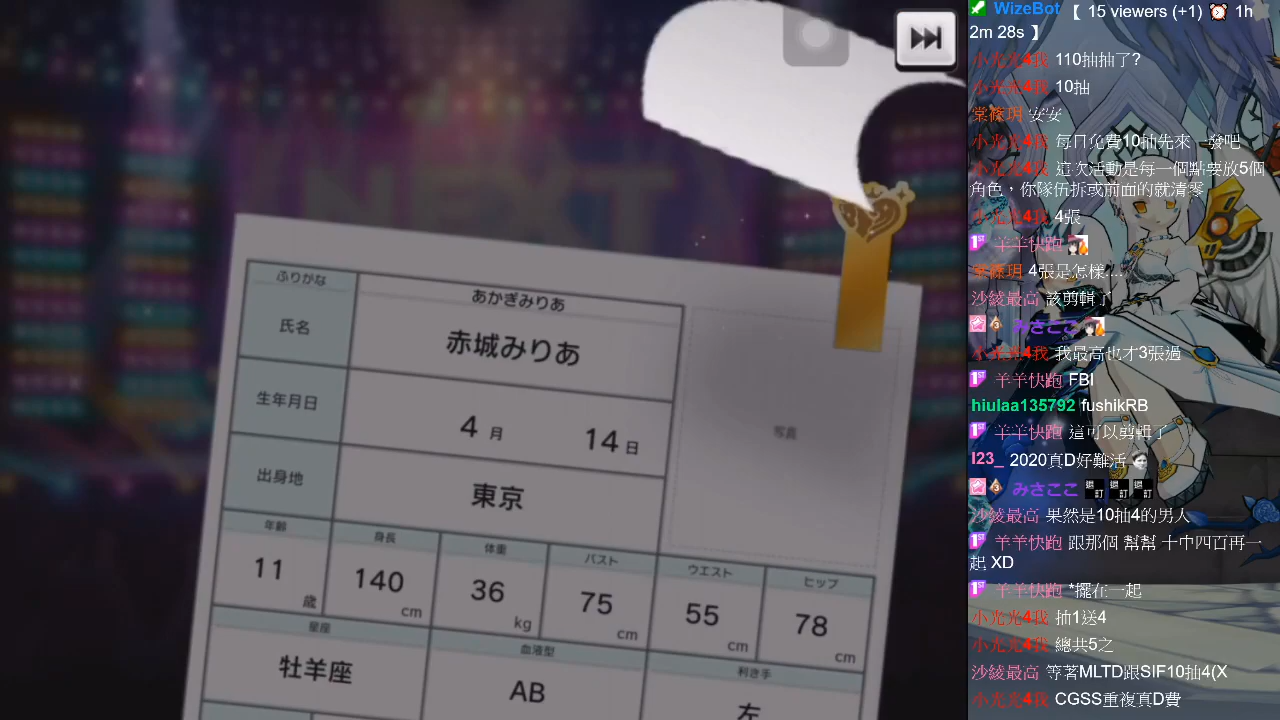 NEXT
ふりがな
あかぎみりあ
氏名
赤城みりあ
生年月日
4 月 14 日
写真
出身地
東京
年齢 身長 体重 バスト ウエスト ヒップ
11 歳 140 cm 36 kg 75 cm 55 cm 78 cm
星座 血液型 利き手
牡羊座 AB 左
WizeBot 【 15 viewers (+1) ⏰ 1h
2m 28s 】
小光光4我 110抽抽了?
小光光4我 10抽
棠篠玥 安安
小光光4我 每日免費10抽先來一發吧
小光光4我 這次活動是每一個點要放5個
角色，你隊伍拆或前面的就清零
小光光4我 4張
羊羊快跑
棠篠玥 4張是怎樣....
沙綾最高 該剪輯了
みさここ
小光光4我 我最高也才3張過
羊羊快跑 FBI
hiulaa135792 fushikRB
羊羊快跑 這可以剪輯了
l23_ 2020真D好難活
みさここ
沙綾最高 果然是10抽4的男人
羊羊快跑 跟那個 幫幫 十中四百再一
起 XD
羊羊快跑 *擺在一起
小光光4我 抽1送4
小光光4我 總共5之
沙綾最高 等著MLTD跟SIF10抽4(X
小光光4我 CGSS重複真D費